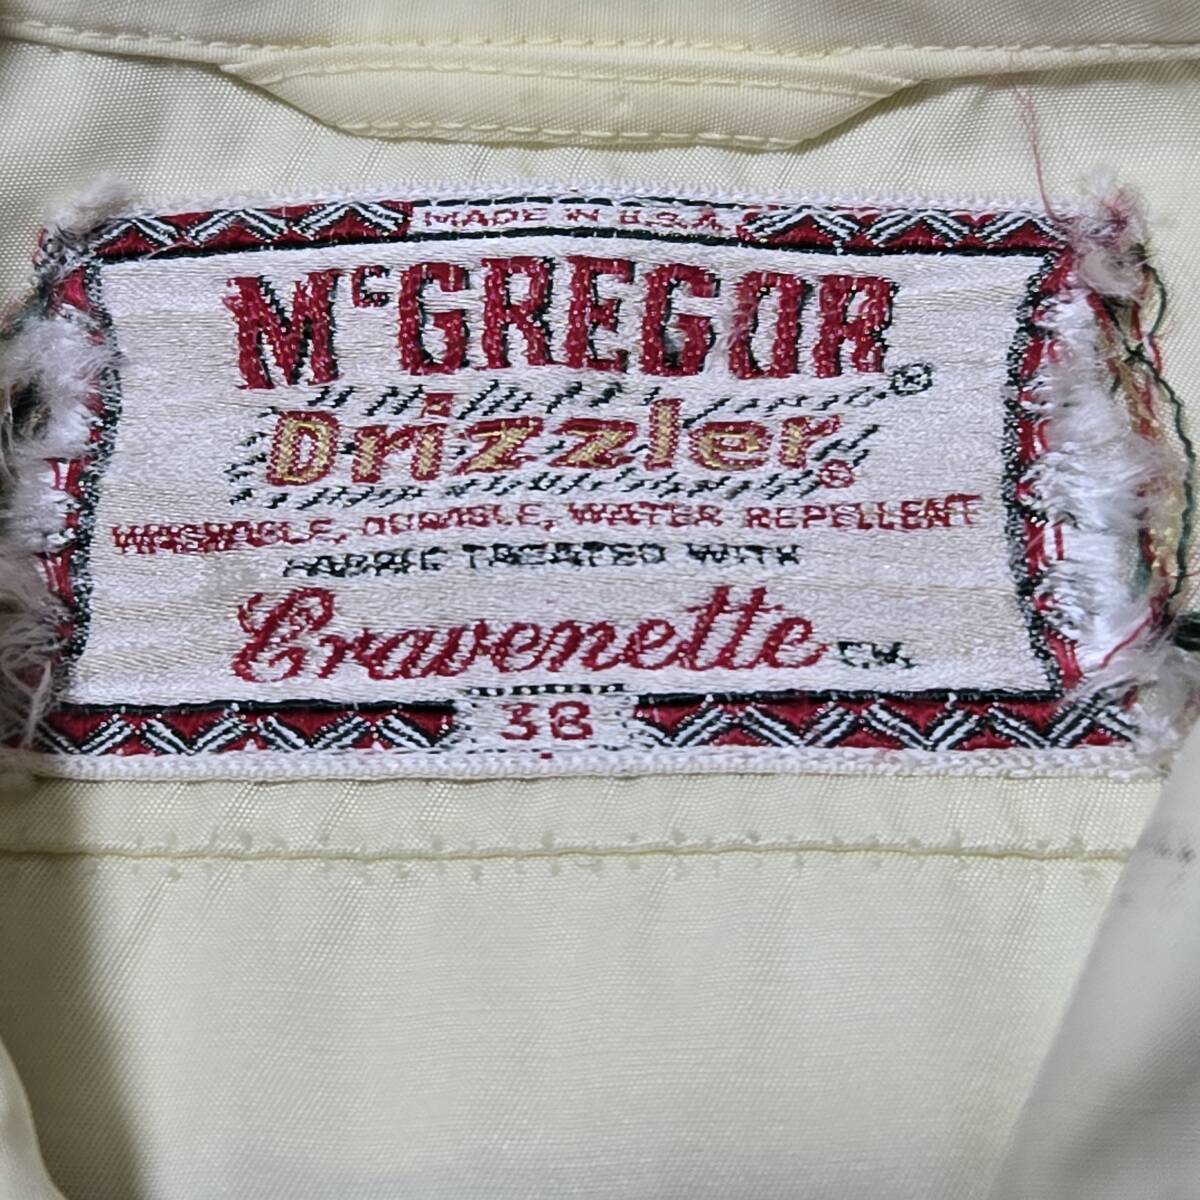 MADE IN U.S.A.
McGREGOR®
Drizzler®
WASHABLE, DURABLE, WATER REPELLENT
FABRIC TREATED WITH
Cravenette T.M.
38